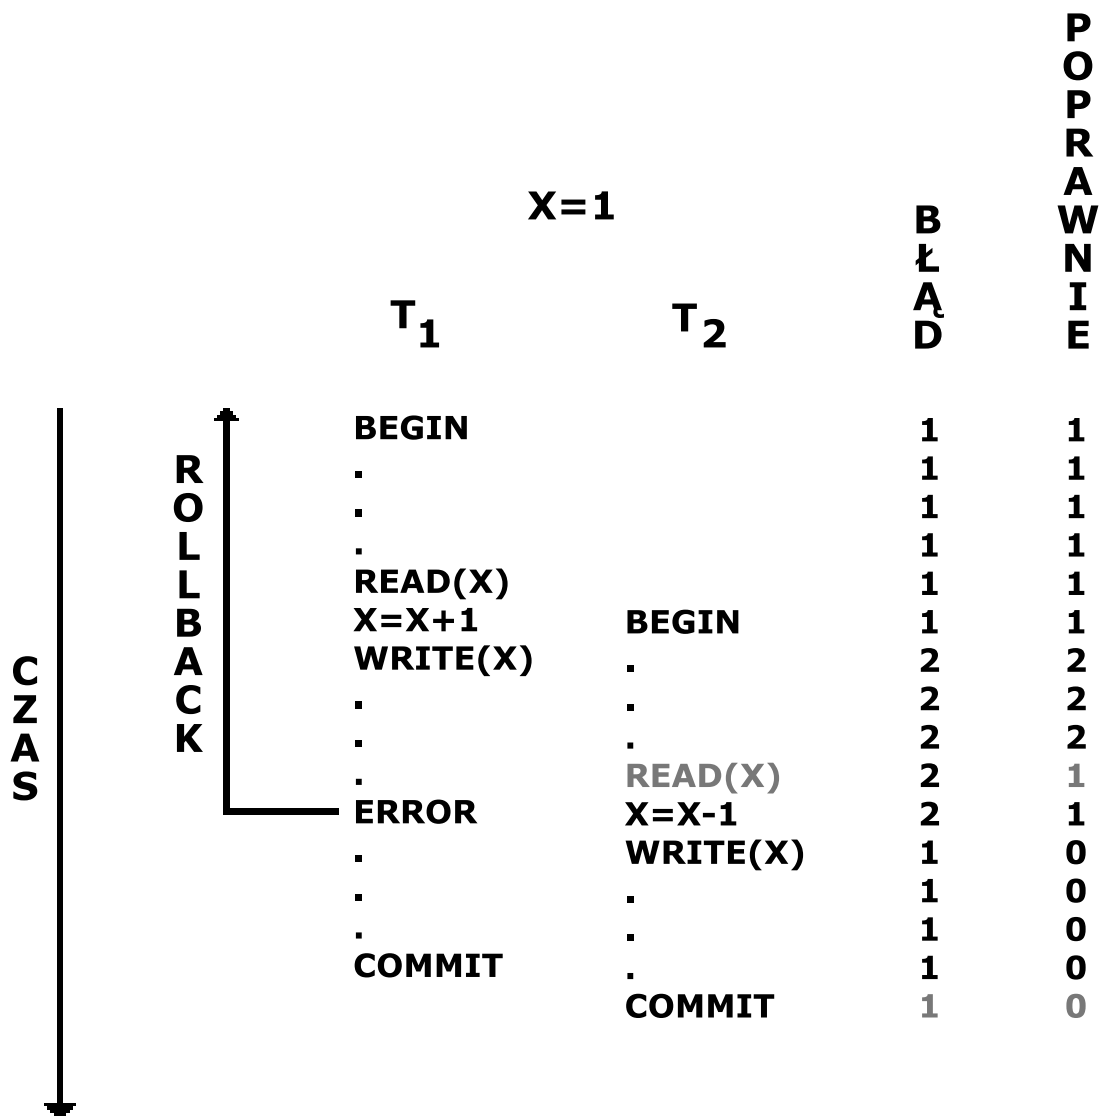 POPRAWNIE
BŁĄD
X=1
T1 T2
CZAS
ROLLBACK
BEGIN 1 1
. 1 1
. 1 1
. 1 1
READ(X) 1 1
X=X+1 BEGIN 1 1
WRITE(X) . 2 2
. . 2 2
. . 2 2
. READ(X) 2 1
ERROR X=X-1 2 1
. WRITE(X) 1 0
. . 1 0
. . 1 0
COMMIT . 1 0
COMMIT 1 0